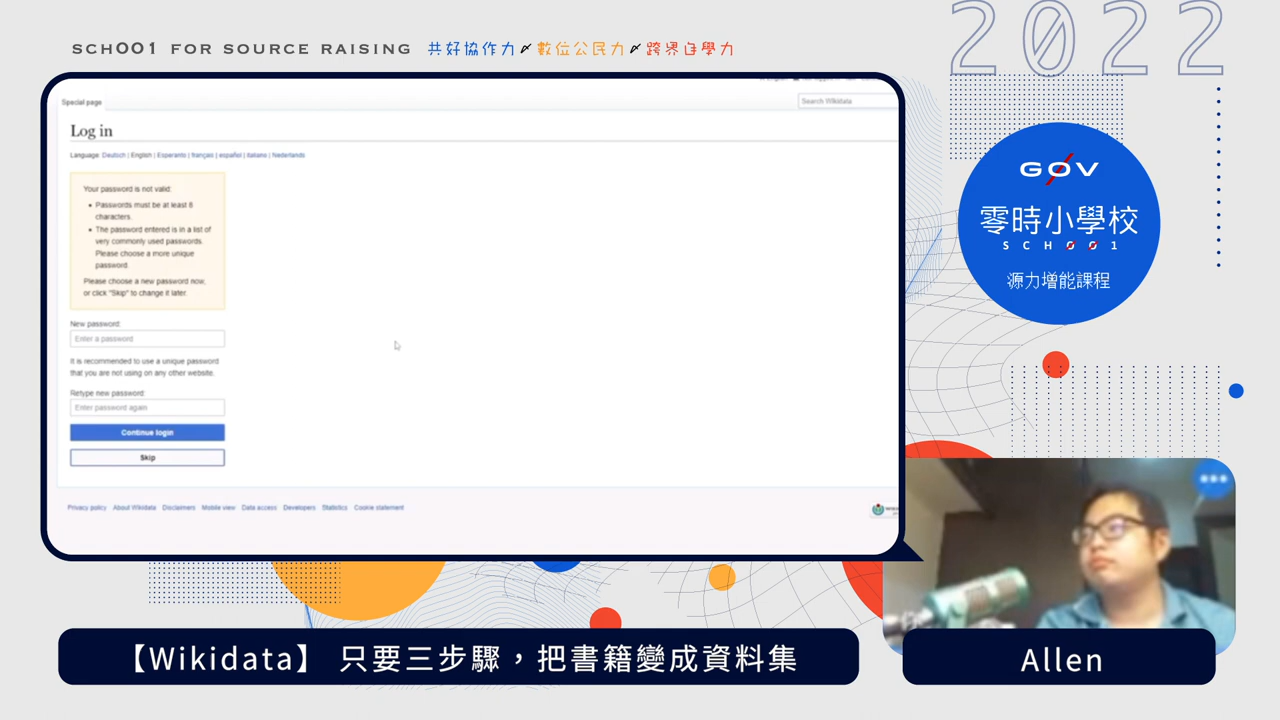 SCHOO1 FOR SOURCE RAISING 共好協作力 數位公民力 跨界自學力
2022
Special page
Search Wikidata
Log in
Language: Deutsch | English | Esperanto | français | español | italiano | Nederlands
Your password is not valid:
• Passwords must be at least 8
characters.
• The password entered is in a list of
very commonly used passwords.
Please choose a more unique
password.
Please choose a new password now,
or click "Skip" to change it later.
New password:
Enter a password
It is recommended to use a unique password
that you are not using on any other website.
Retype new password:
Enter password again
Continue login
Skip
Privacy policy About Wikidata Disclaimers Mobile view Data access Developers Statistics Cookie statement
GOV
零時小學校
SCHOO1
源力增能課程
【Wikidata】 只要三步驟,把書籍變成資料集
Allen